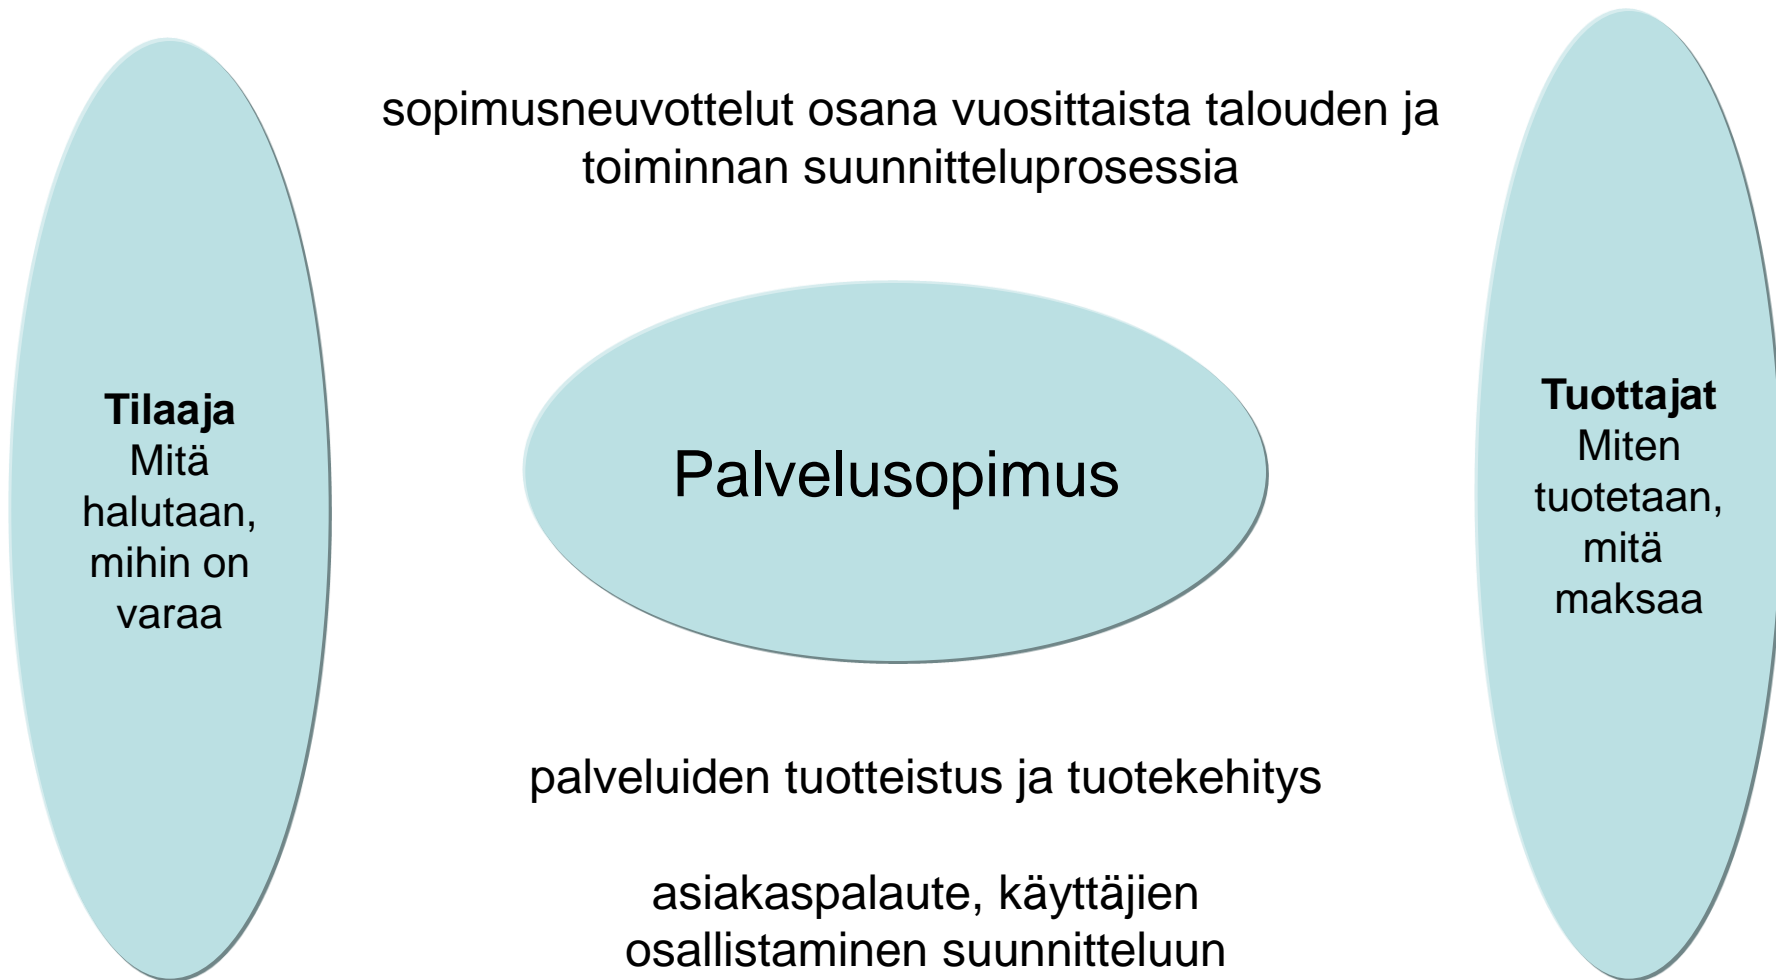 sopimusneuvottelut osana vuosittaista talouden ja
toiminnan suunnitteluprosessia
Tilaaja
Mitä
halutaan,
mihin on
varaa
Palvelusopimus
Tuottajat
Miten
tuotetaan,
mitä
maksaa
palveluiden tuotteistus ja tuotekehitys
asiakaspalaute, käyttäjien
osallistaminen suunnitteluun